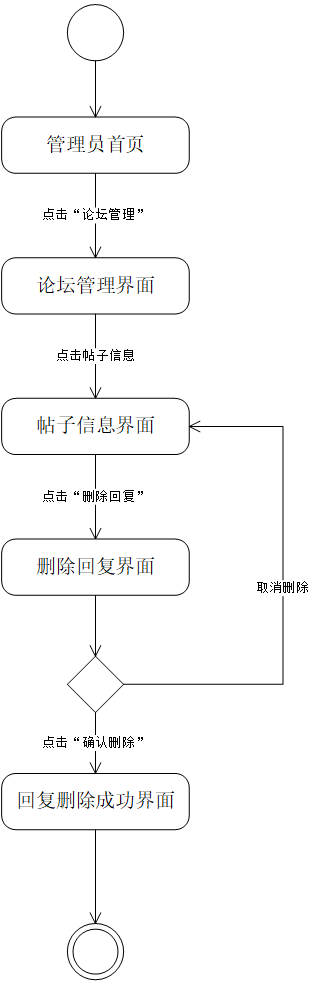 管理员首页
点击“论坛管理”
论坛管理界面
点击帖子信息
帖子信息界面
点击“删除回复”
删除回复界面
取消删除
点击“确认删除”
回复删除成功界面